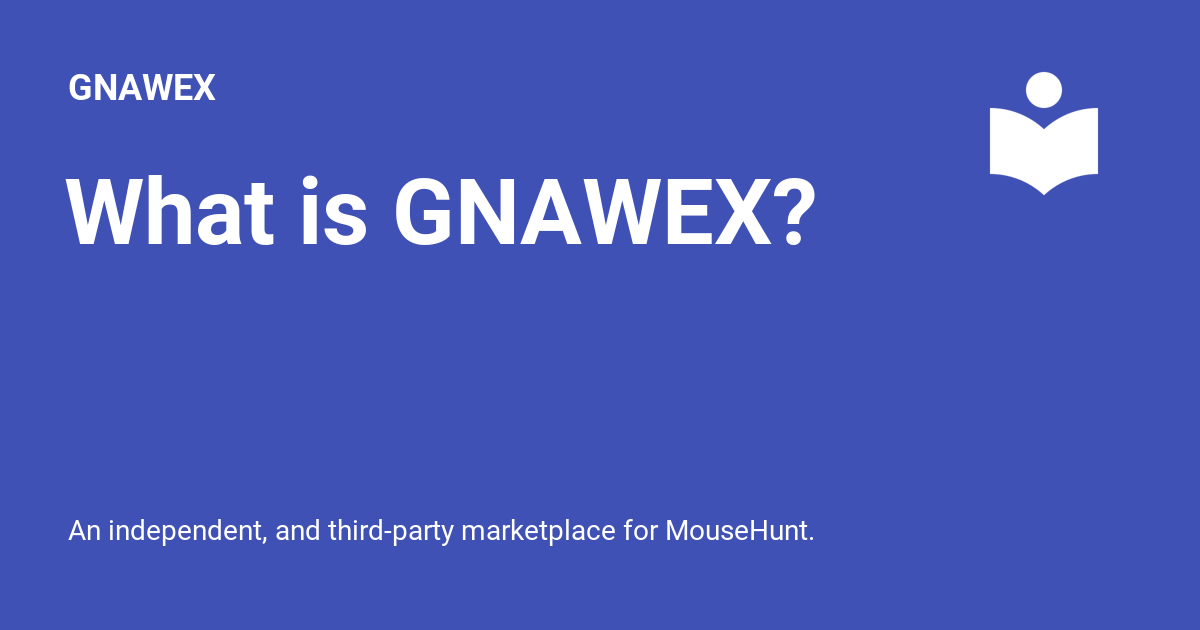 GNAWEX
What is GNAWEX?
An independent, and third-party marketplace for MouseHunt.